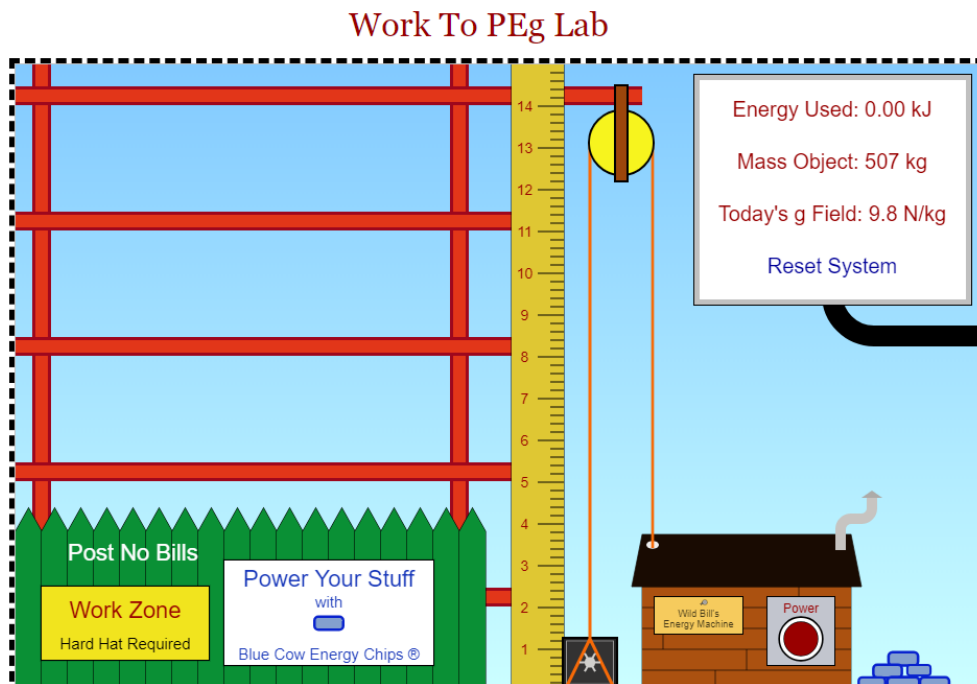 Work To PEg Lab
14
13
12
11
10
9
8
7
6
5
4
3
2
1
Energy Used: 0.00 kJ
Mass Object: 507 kg
Today's g Field: 9.8 N/kg
Reset System
Post No Bills
Work Zone
Hard Hat Required
Power Your Stuff
with
Blue Cow Energy Chips ®
Wild Bill's
Energy Machine
Power